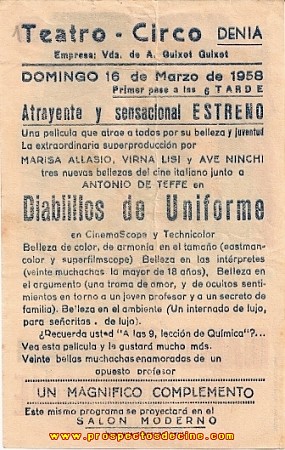 Teatro - Circo DENIA
Empresa: Vda. de A. Guixot Guixot
DOMINGO 16 de Marzo de 1958
Primer pase a las 6 TARDE
Atrayente y sensacional ESTRENO
Una película que atrae a todos por su belleza y juventud
La extraordinaria superproducción por
MARISA ALLASIO, VIRNA LISI y AVE NINCHI
tres nuevas bellezas del cine italiano junto a
ANTONIO DE TEFFE en
Diablillos de Uniforme
en CinemaScope y Technicolor
Belleza de color, de armonía en el tamaño (eastman-
color y superfilmscope) Belleza en las intérpretes
(veinte muchachas la mayor de 18 años), Belleza en
el argumento (una trama de amor, y de ocultos senti-
mientos en torno a un joven profesor y a un secreto de
familia). Belleza en el ambiente (Un internado de lujo,
para señoritas. de lujo).
¿Recuerda usted "A las 9, lección de Química"?...
Vea esta película y le gustará mucho más.
Veinte bellas muchachas enamoradas de un
apuesto profesor
UN MAGNIFICO COMPLEMENTO
Este mismo programa se proyectará en el
SALON MODERNO
www.prospectosdecine.com